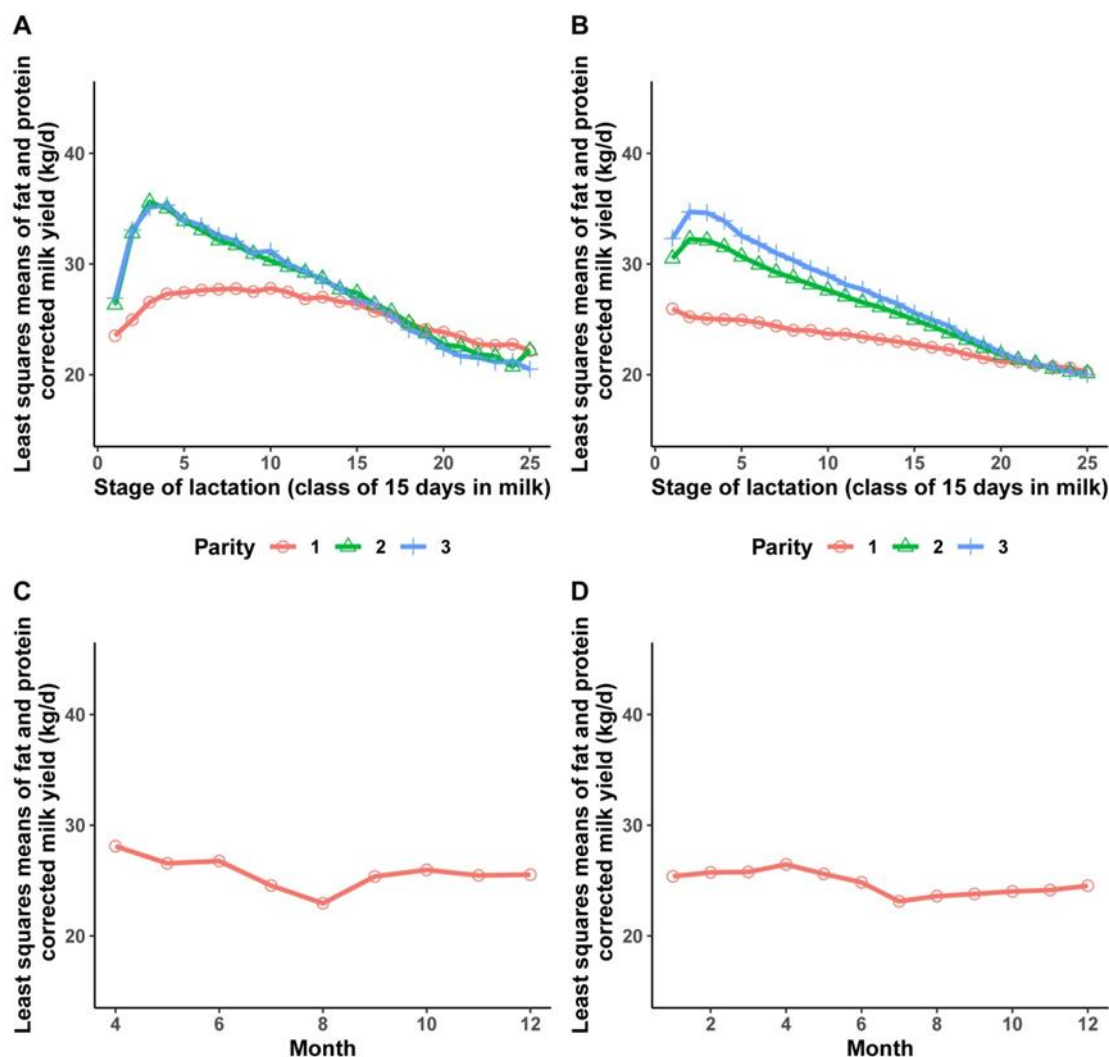 A
Least squares means of fat and protein
corrected milk yield (kg/d)
40
30
20
0 5 10 15 20 25
Stage of lactation (class of 15 days in milk)
Parity 1 2 3
B
Least squares means of fat and protein
corrected milk yield (kg/d)
40
30
20
0 5 10 15 20 25
Stage of lactation (class of 15 days in milk)
Parity 1 2 3
C
Least squares means of fat and protein
corrected milk yield (kg/d)
40
30
20
4 6 8 10 12
Month
D
Least squares means of fat and protein
corrected milk yield (kg/d)
40
30
20
2 4 6 8 10 12
Month